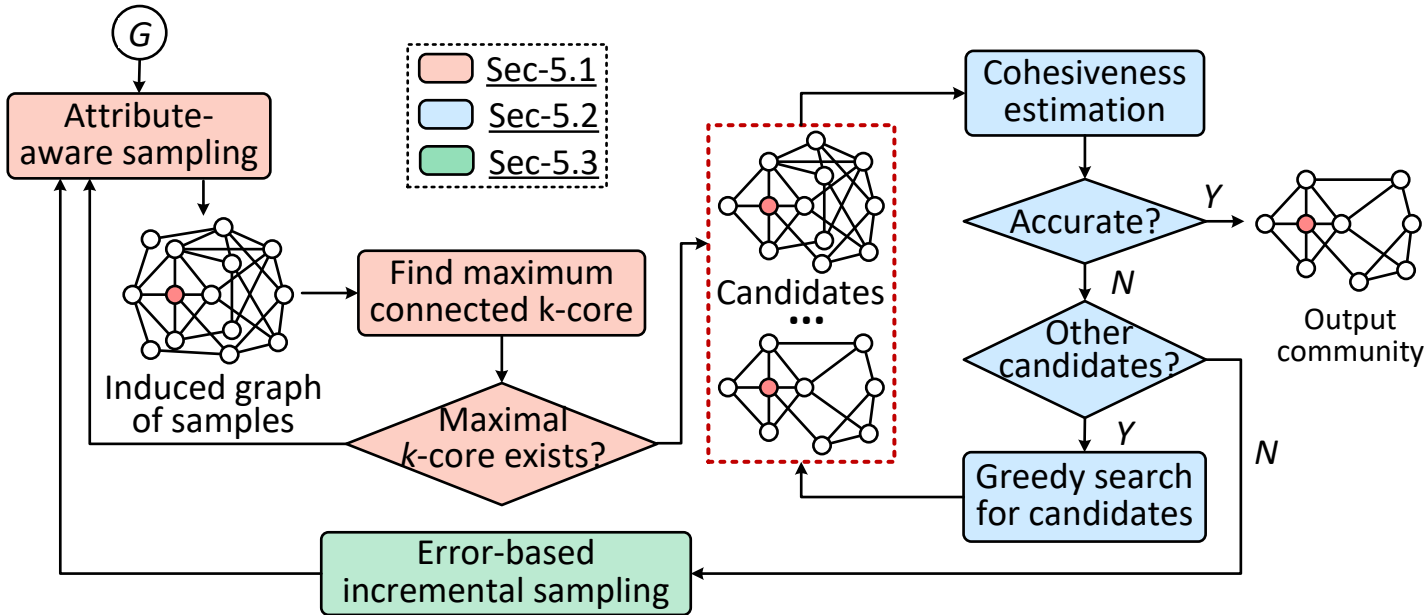 G
Attribute-
aware sampling
Sec-5.1
Sec-5.2
Sec-5.3
Induced graph
of samples
Find maximum
connected k-core
Maximal
k-core exists?
Candidates
...
Cohesiveness
estimation
Accurate?
Y
N
Output
community
Other
candidates?
Y
N
Greedy search
for candidates
Error-based
incremental sampling